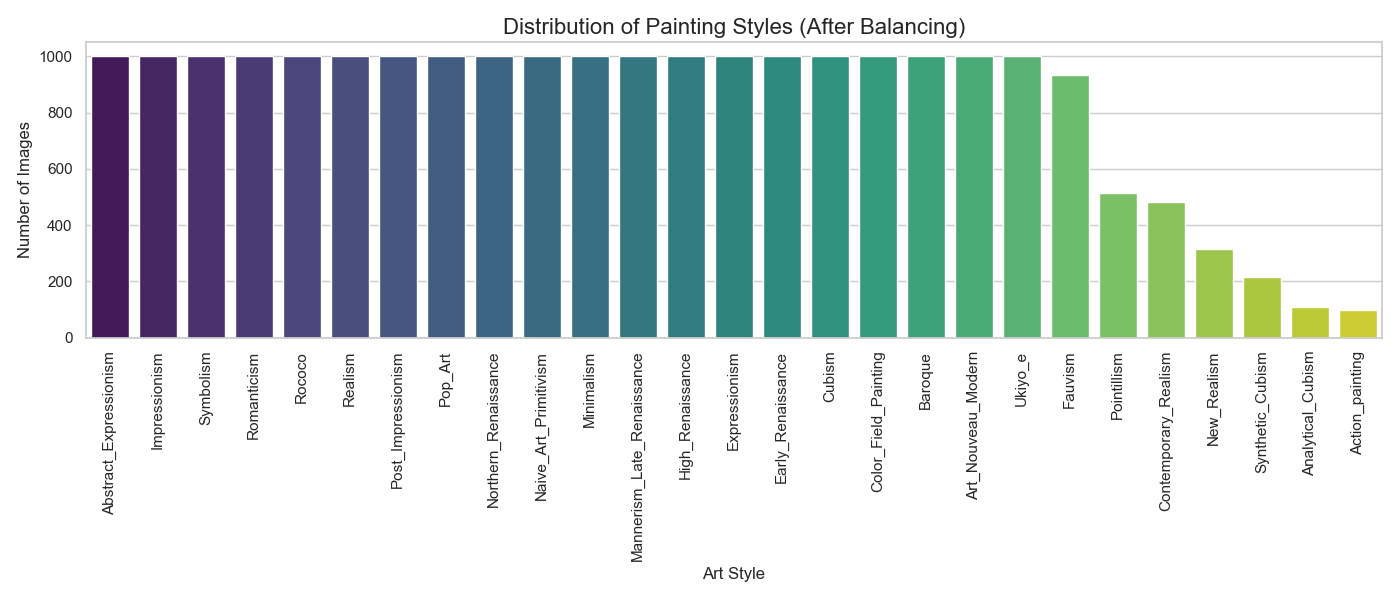 Distribution of Painting Styles (After Balancing)
Number of Images
1000
800
600
400
200
0
Abstract_Expressionism
Impressionism
Symbolism
Romanticism
Rococo
Realism
Post_Impressionism
Pop_Art
Northern_Renaissance
Naive_Art_Primitivism
Minimalism
Mannerism_Late_Renaissance
High_Renaissance
Expressionism
Early_Renaissance
Cubism
Color_Field_Painting
Baroque
Art_Nouveau_Modern
Ukiyo_e
Fauvism
Pointillism
Contemporary_Realism
New_Realism
Synthetic_Cubism
Analytical_Cubism
Action_painting
Art Style